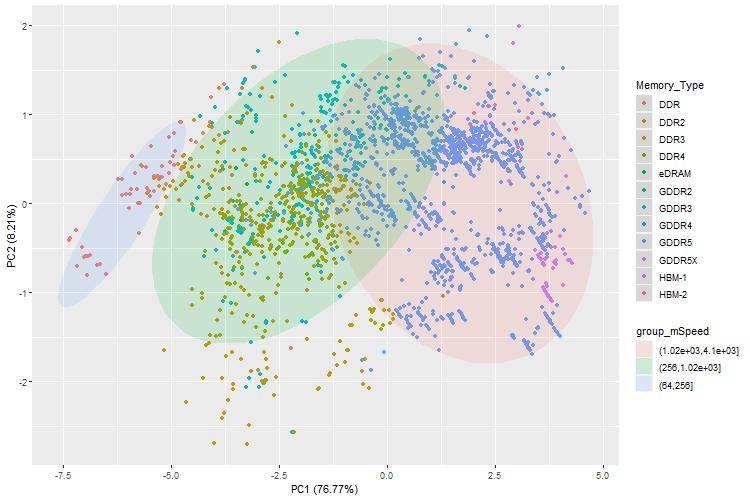 2
1
0
-1
-2
PC2 (6.21%)
-7.5
-5.0
-2.5
0.0
2.5
5.0
PC1 (76.77%)
Memory_Type
DDR
DDR2
DDR3
DDR4
eDRAM
GDDR2
GDDR3
GDDR4
GDDR5
GDDR5X
HBM-1
HBM-2
group_mSpeed
(1.02e+03,4.1e+03]
(256,1.02e+03]
(64,256]